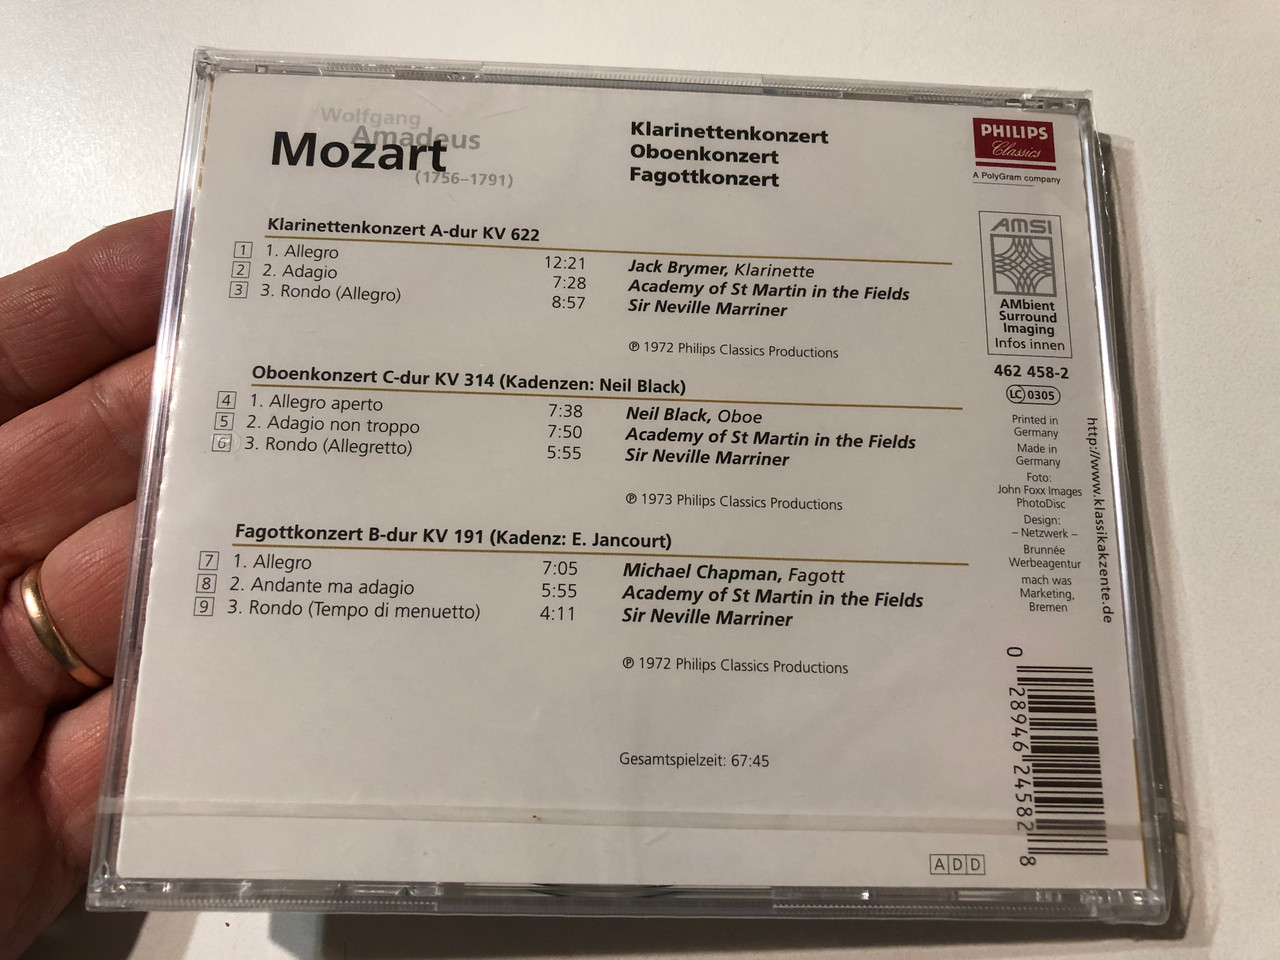 Wolfgang
Amadeus
Mozart
(1756–1791)
Klarinettenkonzert
Oboenkonzert
Fagottkonzert
PHILIPS
Classics
A PolyGram company
Klarinettenkonzert A-dur KV 622
1 1. Allegro 12:21
2 2. Adagio 7:28
3 3. Rondo (Allegro) 8:57
Jack Brymer, Klarinette
Academy of St Martin in the Fields
Sir Neville Marriner
℗ 1972 Philips Classics Productions
Oboenkonzert C-dur KV 314 (Kadenzen: Neil Black)
4 1. Allegro aperto 7:38
5 2. Adagio non troppo 7:50
6 3. Rondo (Allegretto) 5:55
Neil Black, Oboe
Academy of St Martin in the Fields
Sir Neville Marriner
℗ 1973 Philips Classics Productions
Fagottkonzert B-dur KV 191 (Kadenz: E. Jancourt)
7 1. Allegro 7:05
8 2. Andante ma adagio 5:55
9 3. Rondo (Tempo di menuetto) 4:11
Michael Chapman, Fagott
Academy of St Martin in the Fields
Sir Neville Marriner
℗ 1972 Philips Classics Productions
Gesamtspielzeit: 67:45
AMSI
AMbient
Surround
Imaging
Infos innen
462 458-2
LC 0305
Printed in
Germany
Made in
Germany
Foto:
John Foxx Images
PhotoDisc
Design:
– Netzwerk –
Brunnée
Werbeagentur
mach was
Marketing,
Bremen
http://www.klassikakzente.de
0 28946 24582 8
ADD